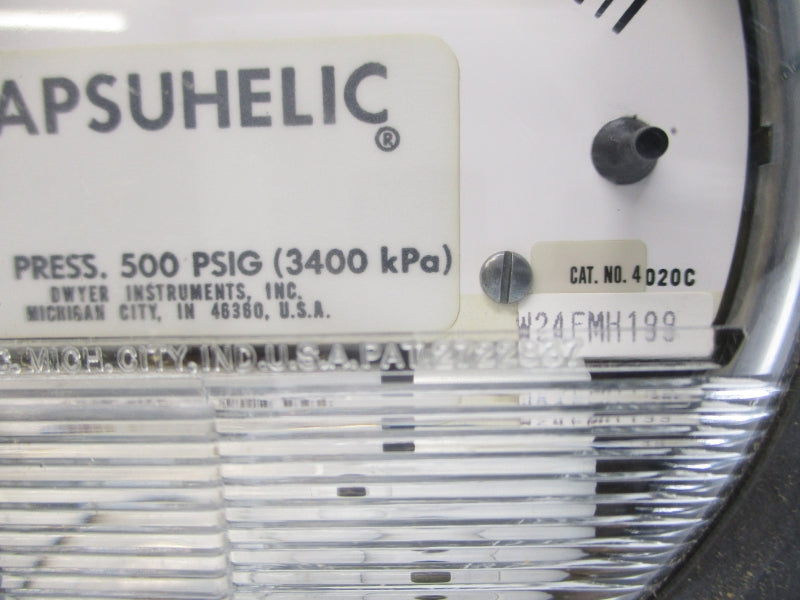 APSUHELIC®
PRESS. 500 PSIG (3400 kPa)
DWYER INSTRUMENTS, INC.
MICHIGAN CITY, IN 46360, U.S.A.
CAT. NO. 4020C
W24FMH199
MICH. CITY, IND. U.S.A. PAT.